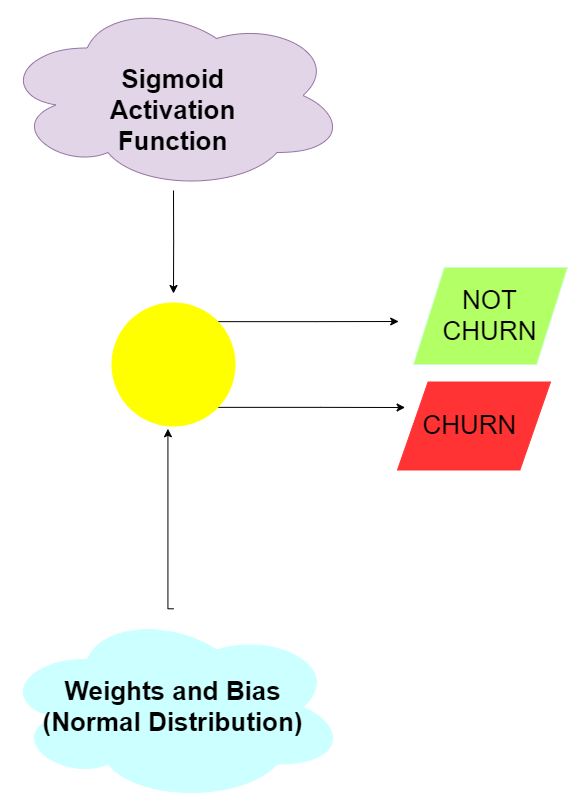 Sigmoid
Activation
Function
NOT
CHURN
CHURN
Weights and Bias
(Normal Distribution)